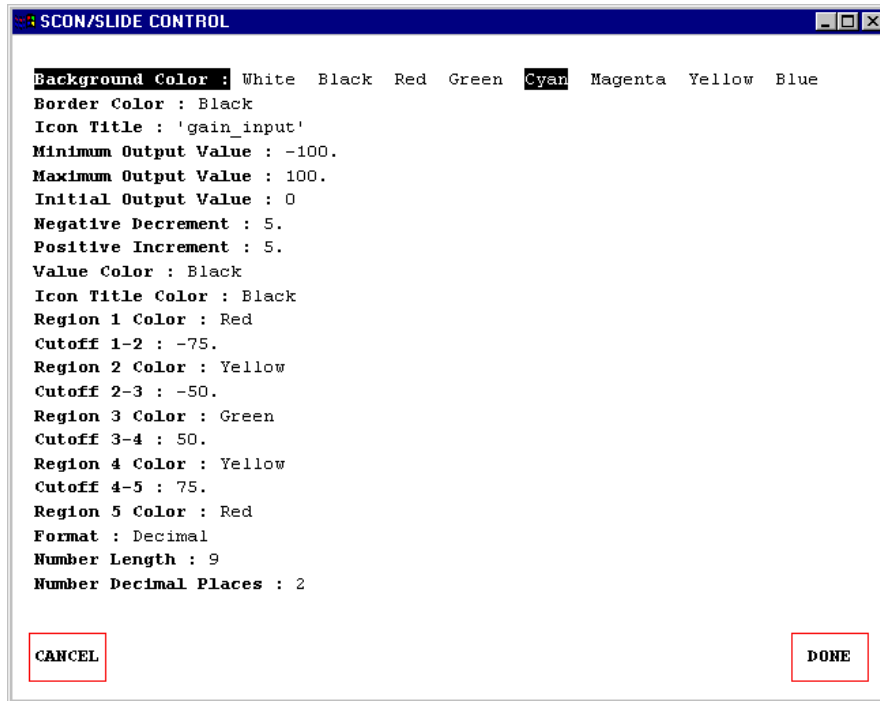 SCON/SLIDE CONTROL
Background Color : White Black Red Green Cyan Magenta Yellow Blue
Border Color : Black
Icon Title : 'gain_input'
Minimum Output Value : -100.
Maximum Output Value : 100.
Initial Output Value : 0
Negative Decrement : 5.
Positive Increment : 5.
Value Color : Black
Icon Title Color : Black
Region 1 Color : Red
Cutoff 1-2 : -75.
Region 2 Color : Yellow
Cutoff 2-3 : -50.
Region 3 Color : Green
Cutoff 3-4 : 50.
Region 4 Color : Yellow
Cutoff 4-5 : 75.
Region 5 Color : Red
Format : Decimal
Number Length : 9
Number Decimal Places : 2
CANCEL DONE